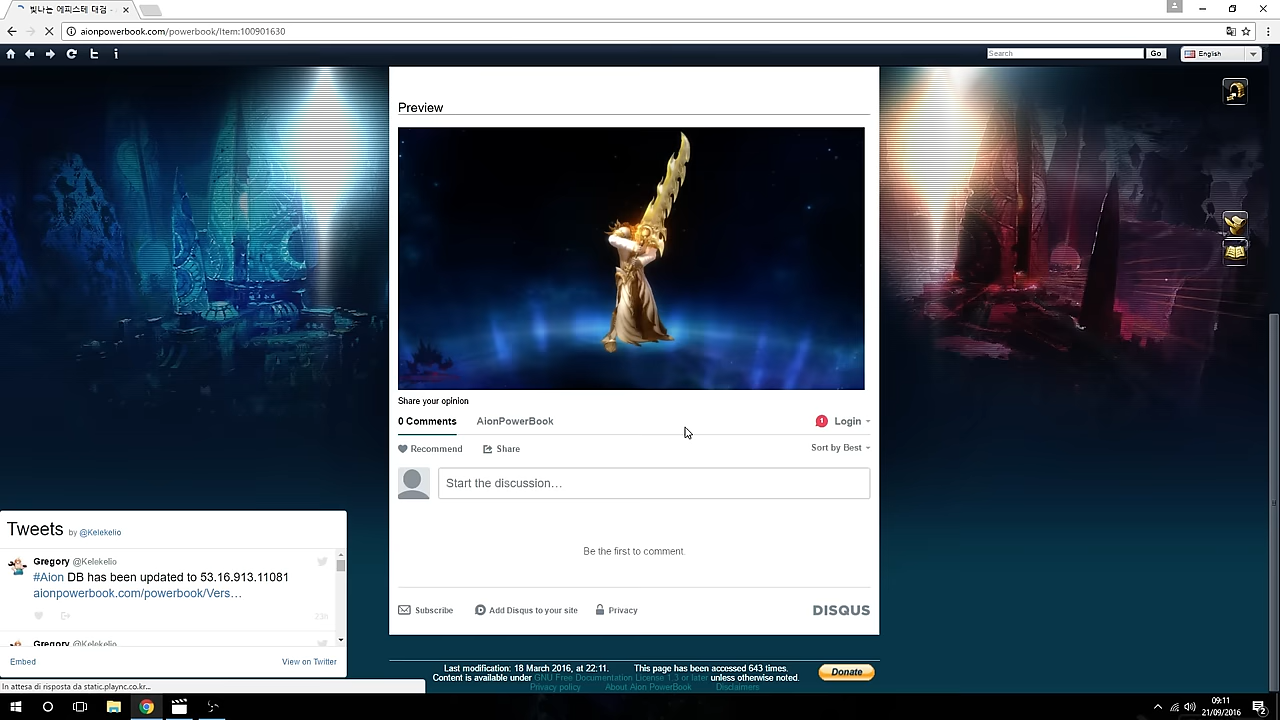 빛나는 에피스테 대검 -
aionpowerbook.com/powerbook/Item:100901630
Search
Go
English
Preview
Share your opinion
0 Comments
AionPowerBook
1
Login
Recommend
Share
Sort by Best
Start the discussion…
Be the first to comment.
Subscribe
Add Disqus to your site
Privacy
DISQUS
Tweets by @Kelekelio
Gregory @Kelekelio
#Aion DB has been updated to 53.16.913.11081
aionpowerbook.com/powerbook/Vers…
23h
Gregory @Kelekelio
Embed
View on Twitter
Last modification: 18 March 2016, at 22:11. This page has been accessed 643 times.
Content is available under GNU Free Documentation License 1.3 or later unless otherwise noted.
Privacy policy About Aion PowerBook Disclaimers
Donate
In attesa di risposta da static.plaync.co.kr...
09:11
21/09/2016